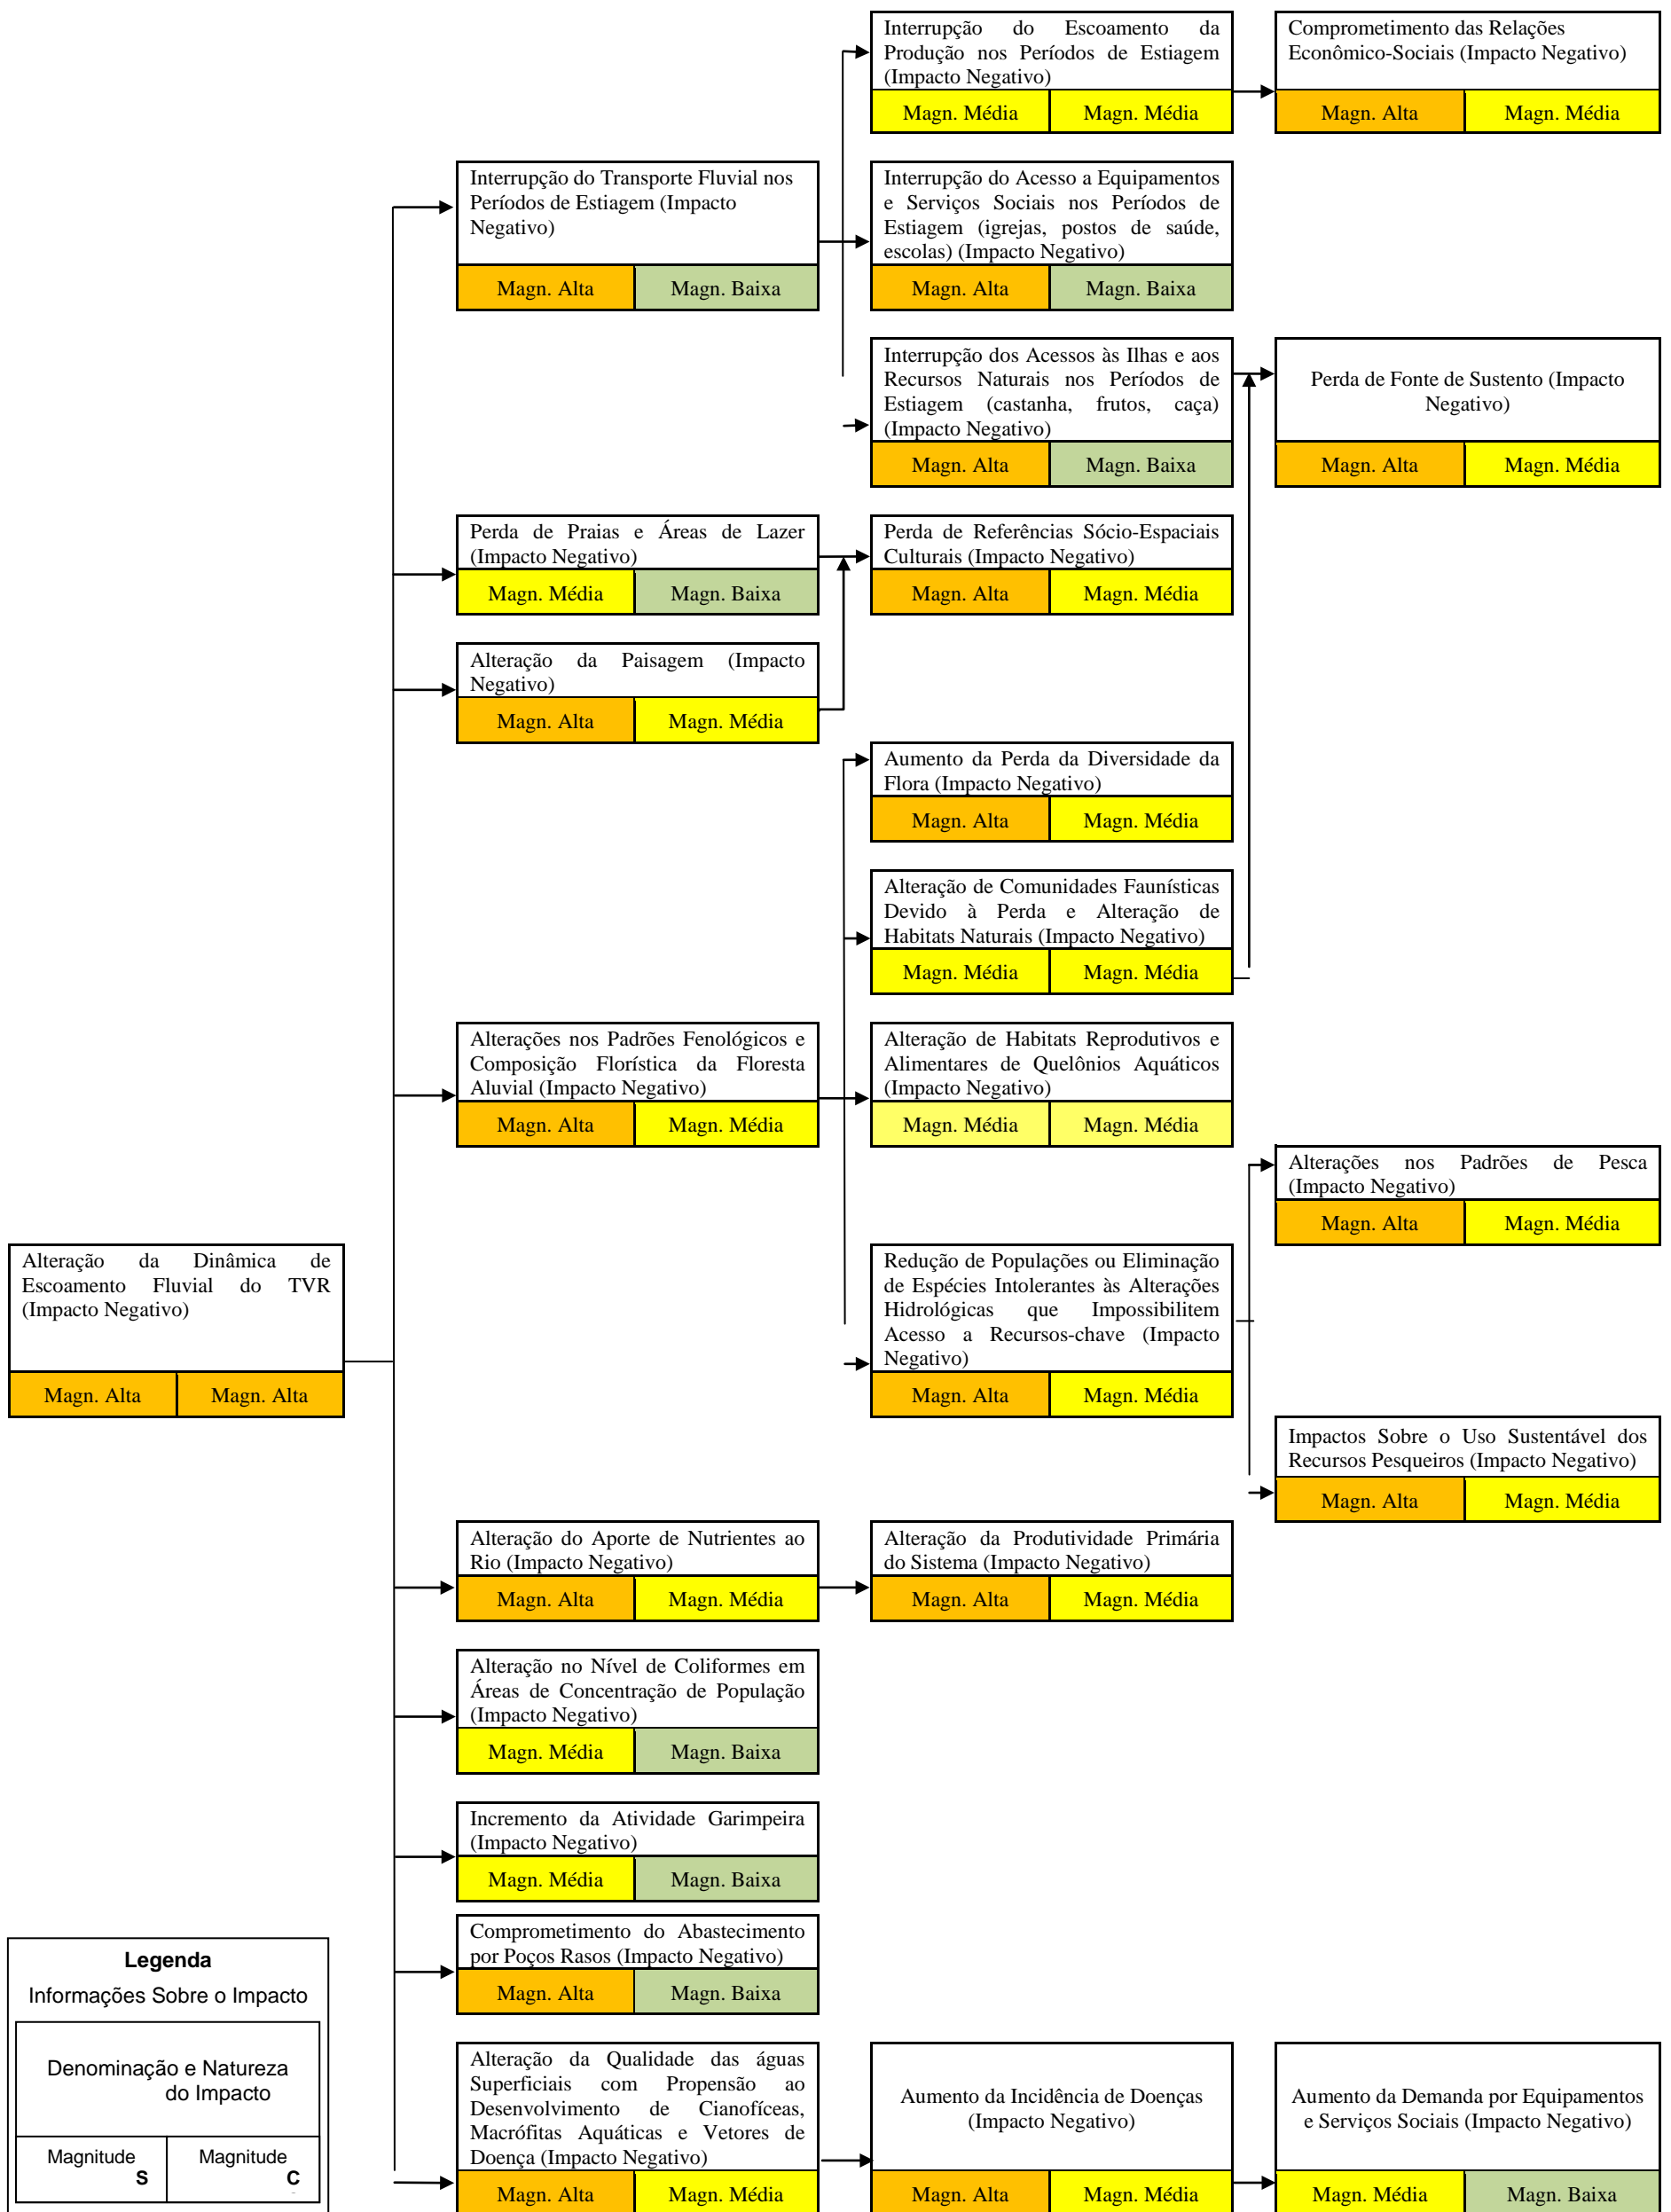 Interrupção do Escoamento da
Produção nos Períodos de Estiagem
(Impacto Negativo)
Magn. Média Magn. Média
Comprometimento das Relações
Econômico-Sociais (Impacto Negativo)
Magn. Alta Magn. Média
Interrupção do Transporte Fluvial nos
Períodos de Estiagem (Impacto
Negativo)
Magn. Alta Magn. Baixa
Interrupção do Acesso a Equipamentos
e Serviços Sociais nos Períodos de
Estiagem (igrejas, postos de saúde,
escolas) (Impacto Negativo)
Magn. Alta Magn. Baixa
Interrupção dos Acessos às Ilhas e aos
Recursos Naturais nos Períodos de
Estiagem (castanha, frutos, caça)
(Impacto Negativo)
Magn. Alta Magn. Baixa
Perda de Fonte de Sustento (Impacto
Negativo)
Magn. Alta Magn. Média
Perda de Praias e Áreas de Lazer
(Impacto Negativo)
Magn. Média Magn. Baixa
Perda de Referências Sócio-Espaciais
Culturais (Impacto Negativo)
Magn. Alta Magn. Média
Alteração da Paisagem (Impacto
Negativo)
Magn. Alta Magn. Média
Aumento da Perda da Diversidade da
Flora (Impacto Negativo)
Magn. Alta Magn. Média
Alteração de Comunidades Faunísticas
Devido à Perda e Alteração de
Habitats Naturais (Impacto Negativo)
Magn. Média Magn. Média
Alterações nos Padrões Fenológicos e
Composição Florística da Floresta
Aluvial (Impacto Negativo)
Magn. Alta Magn. Média
Alteração de Habitats Reprodutivos e
Alimentares de Quelônios Aquáticos
(Impacto Negativo)
Magn. Média Magn. Média
Alterações nos Padrões de Pesca
(Impacto Negativo)
Magn. Alta Magn. Média
Alteração da Dinâmica de
Escoamento Fluvial do TVR
(Impacto Negativo)
Magn. Alta Magn. Alta
Redução de Populações ou Eliminação
de Espécies Intolerantes às Alterações
Hidrológicas que Impossibilitem
Acesso a Recursos-chave (Impacto
Negativo)
Magn. Alta Magn. Média
Impactos Sobre o Uso Sustentável dos
Recursos Pesqueiros (Impacto Negativo)
Magn. Alta Magn. Média
Alteração do Aporte de Nutrientes ao
Rio (Impacto Negativo)
Magn. Alta Magn. Média
Alteração da Produtividade Primária
do Sistema (Impacto Negativo)
Magn. Alta Magn. Média
Alteração no Nível de Coliformes em
Áreas de Concentração de População
(Impacto Negativo)
Magn. Média Magn. Baixa
Incremento da Atividade Garimpeira
(Impacto Negativo)
Magn. Média Magn. Baixa
Comprometimento do Abastecimento
por Poços Rasos (Impacto Negativo)
Magn. Alta Magn. Baixa
Legenda
Informações Sobre o Impacto
Denominação e Natureza
do Impacto
Magnitude Magnitude
S C
Alteração da Qualidade das águas
Superficiais com Propensão ao
Desenvolvimento de Cianofíceas,
Macrófitas Aquáticas e Vetores de
Doença (Impacto Negativo)
Magn. Alta Magn. Média
Aumento da Incidência de Doenças
(Impacto Negativo)
Magn. Alta Magn. Média
Aumento da Demanda por Equipamentos
e Serviços Sociais (Impacto Negativo)
Magn. Média Magn. Baixa